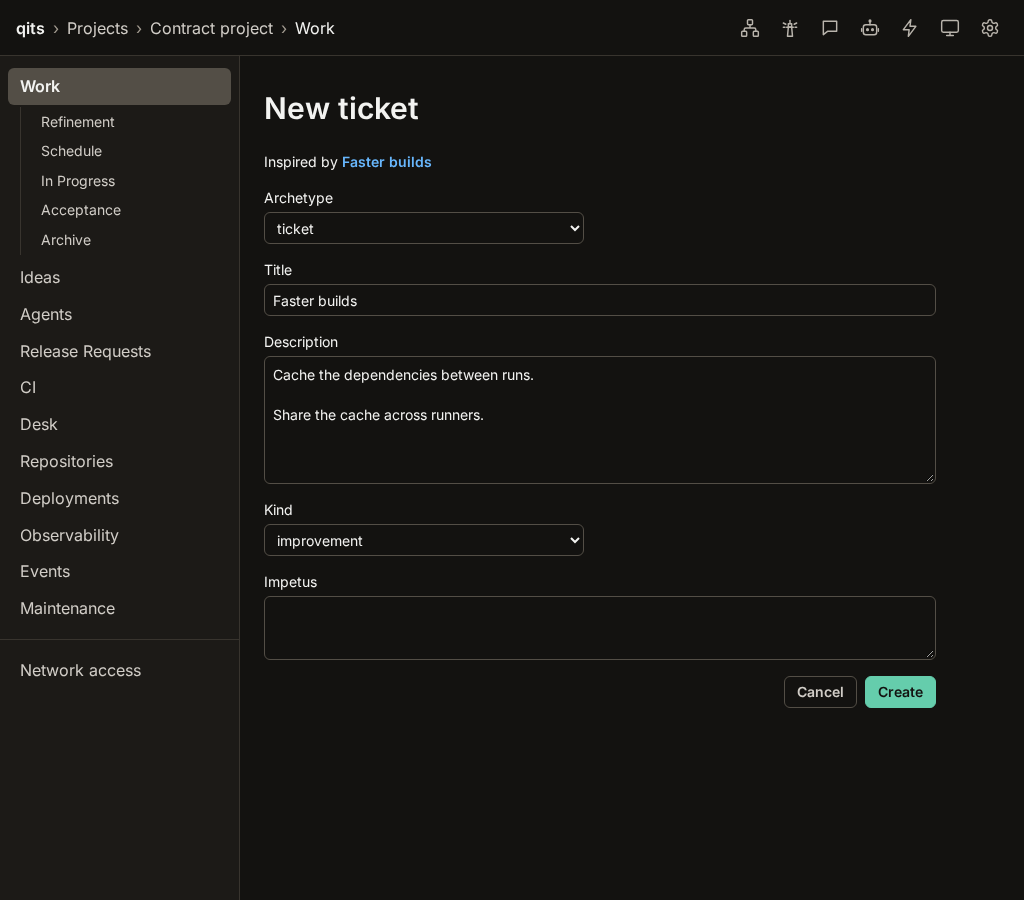 qits › Projects › Contract project › Work
Work
Refinement
Schedule
In Progress
Acceptance
Archive
Ideas
Agents
Release Requests
CI
Desk
Repositories
Deployments
Observability
Events
Maintenance
Network access
New ticket
Inspired by Faster builds
Archetype
ticket
Title
Faster builds
Description
Cache the dependencies between runs.
Share the cache across runners.
Kind
improvement
Impetus
Cancel
Create